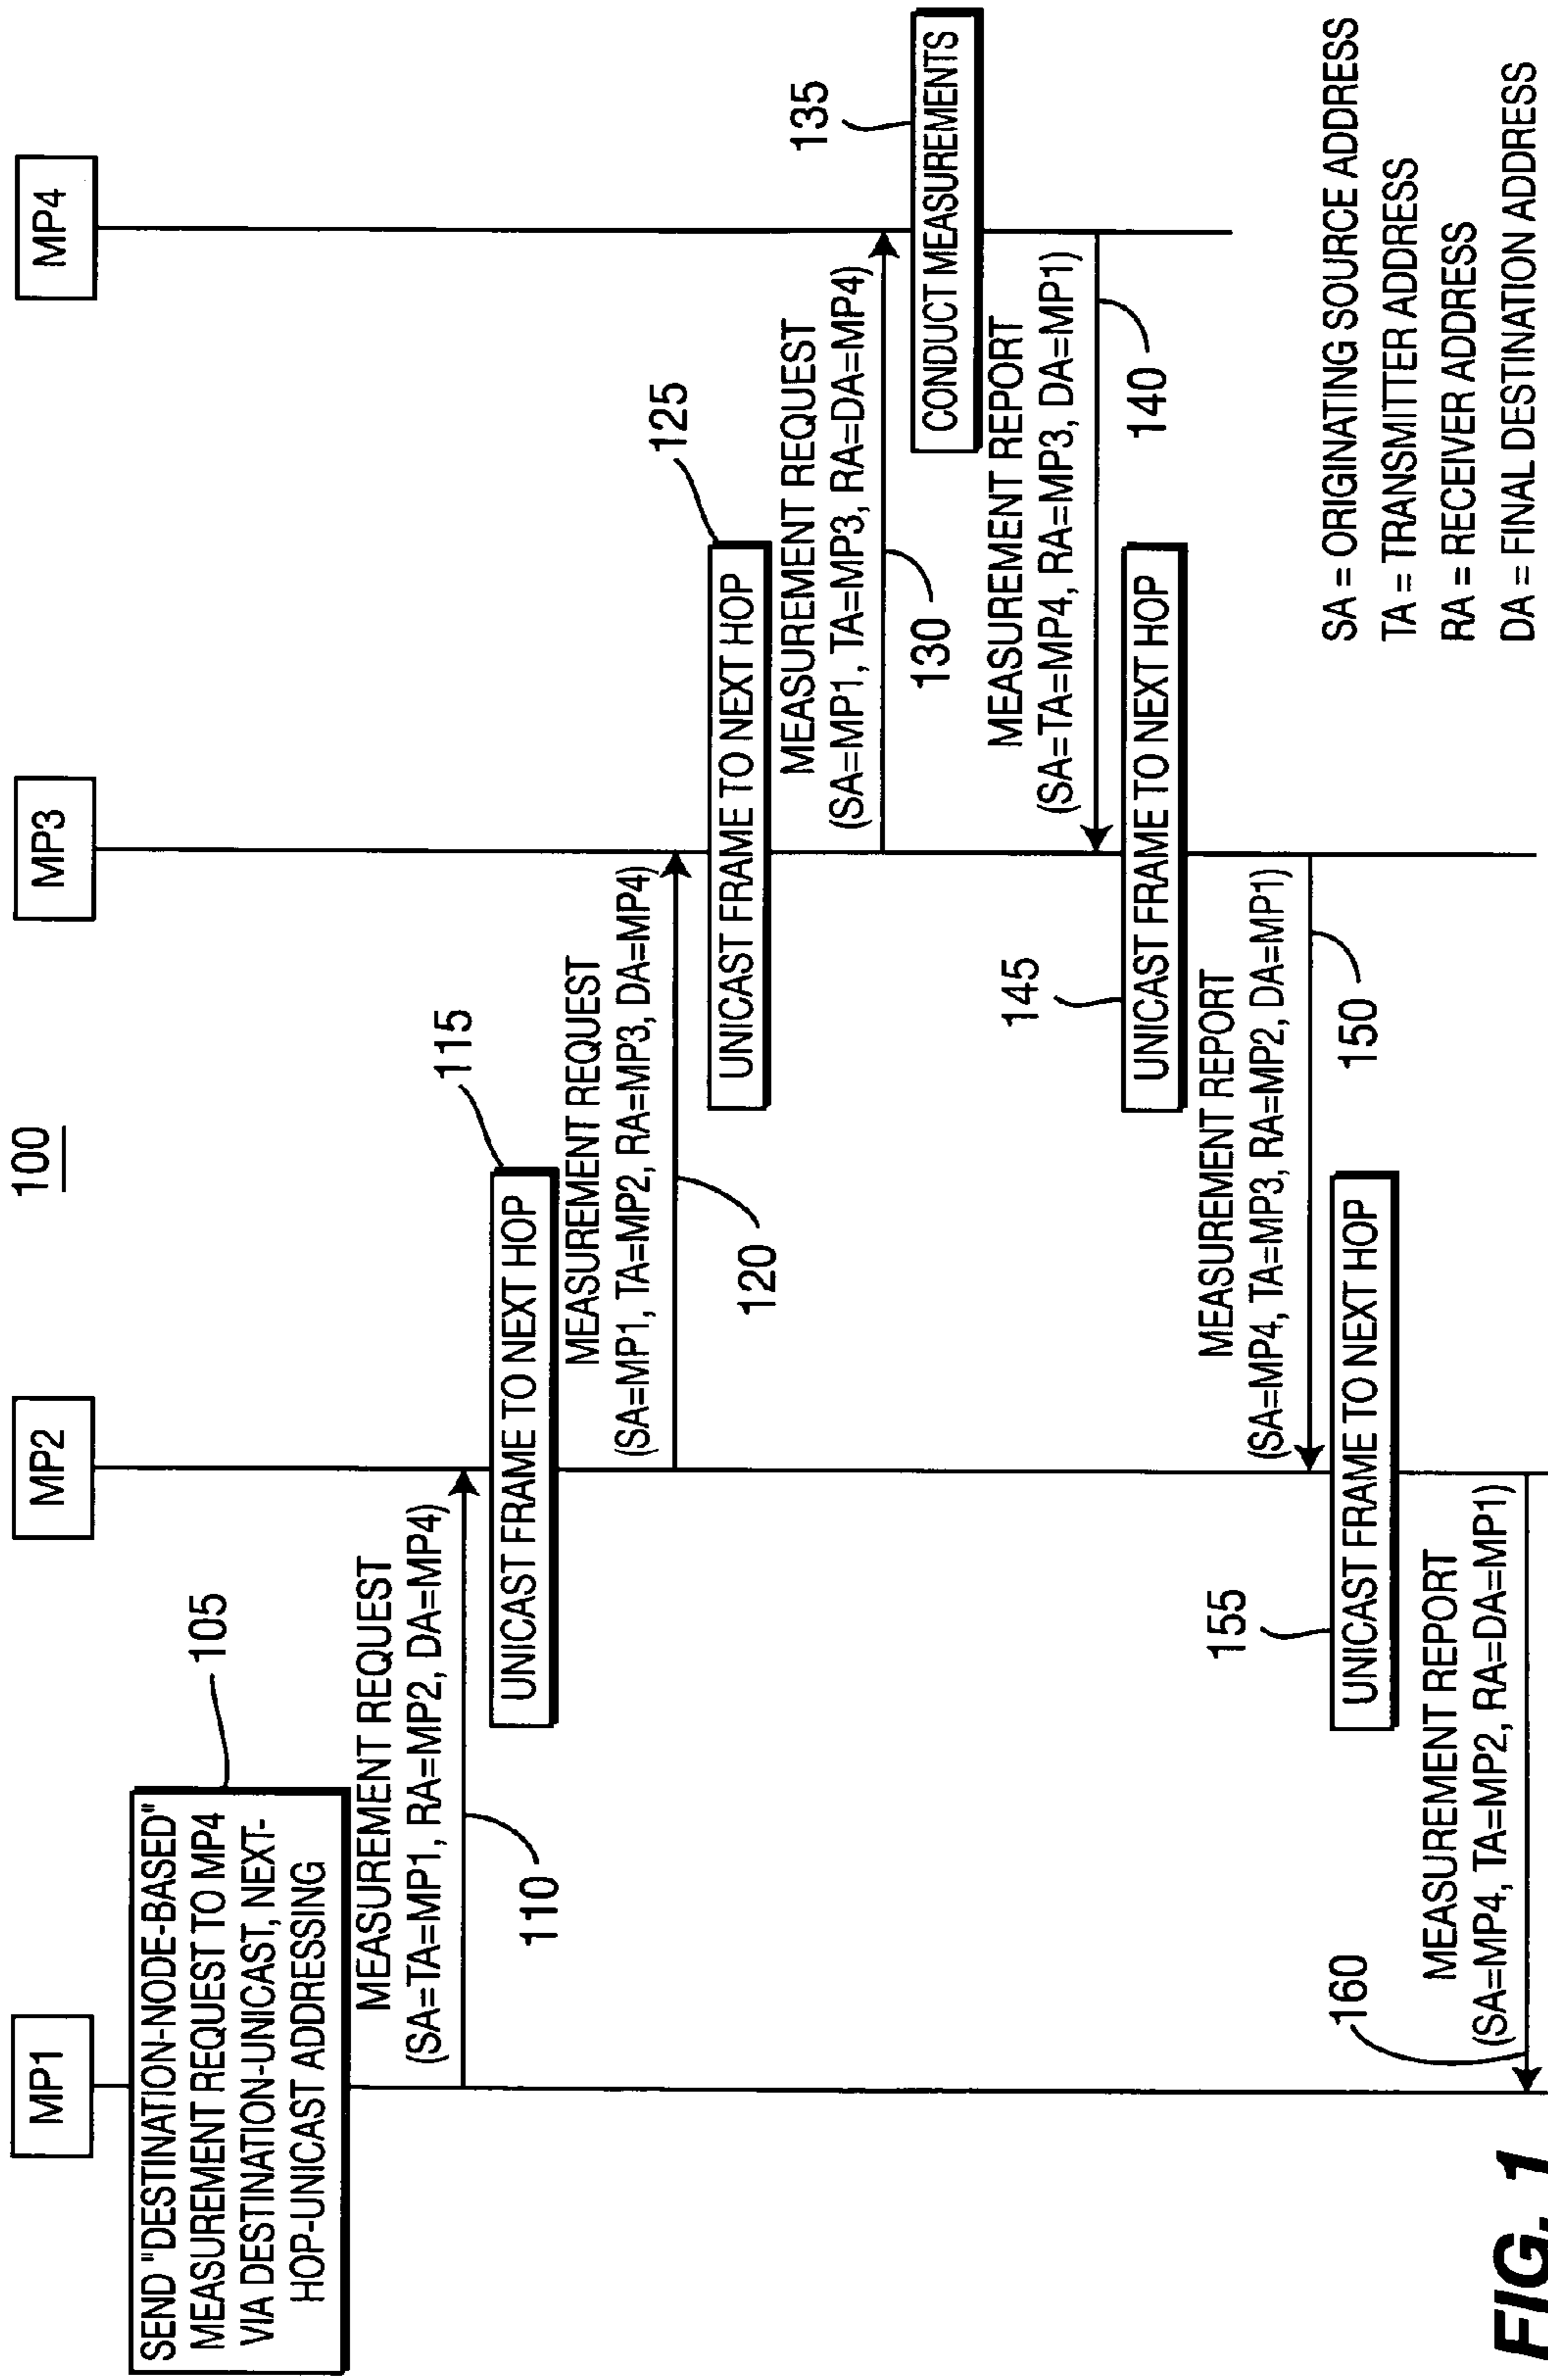 100
MP1
MP2
MP3
MP4
SEND "DESTINATION-NODE-BASED"
MEASUREMENT REQUEST TO MP4
VIA DESTINATION-UNICAST, NEXT-
HOP-UNICAST ADDRESSING
105
MEASUREMENT REQUEST
(SA=TA=MP1, RA=MP2, DA=MP4)
110
115
UNICAST FRAME TO NEXT HOP
MEASUREMENT REQUEST
(SA=MP1, TA=MP2, RA=MP3, DA=MP4)
120
125
UNICAST FRAME TO NEXT HOP
MEASUREMENT REQUEST
(SA=MP1, TA=MP3, RA=DA=MP4)
130
135
CONDUCT MEASUREMENTS
MEASUREMENT REPORT
(SA=TA=MP4, RA=MP3, DA=MP1)
140
145
UNICAST FRAME TO NEXT HOP
MEASUREMENT REPORT
(SA=MP4, TA=MP3, RA=MP2, DA=MP1)
150
155
UNICAST FRAME TO NEXT HOP
MEASUREMENT REPORT
(SA=MP4, TA=MP2, RA=DA=MP1)
160
SA = ORIGINATING SOURCE ADDRESS
TA = TRANSMITTER ADDRESS
RA = RECEIVER ADDRESS
DA = FINAL DESTINATION ADDRESS
FIG. 1